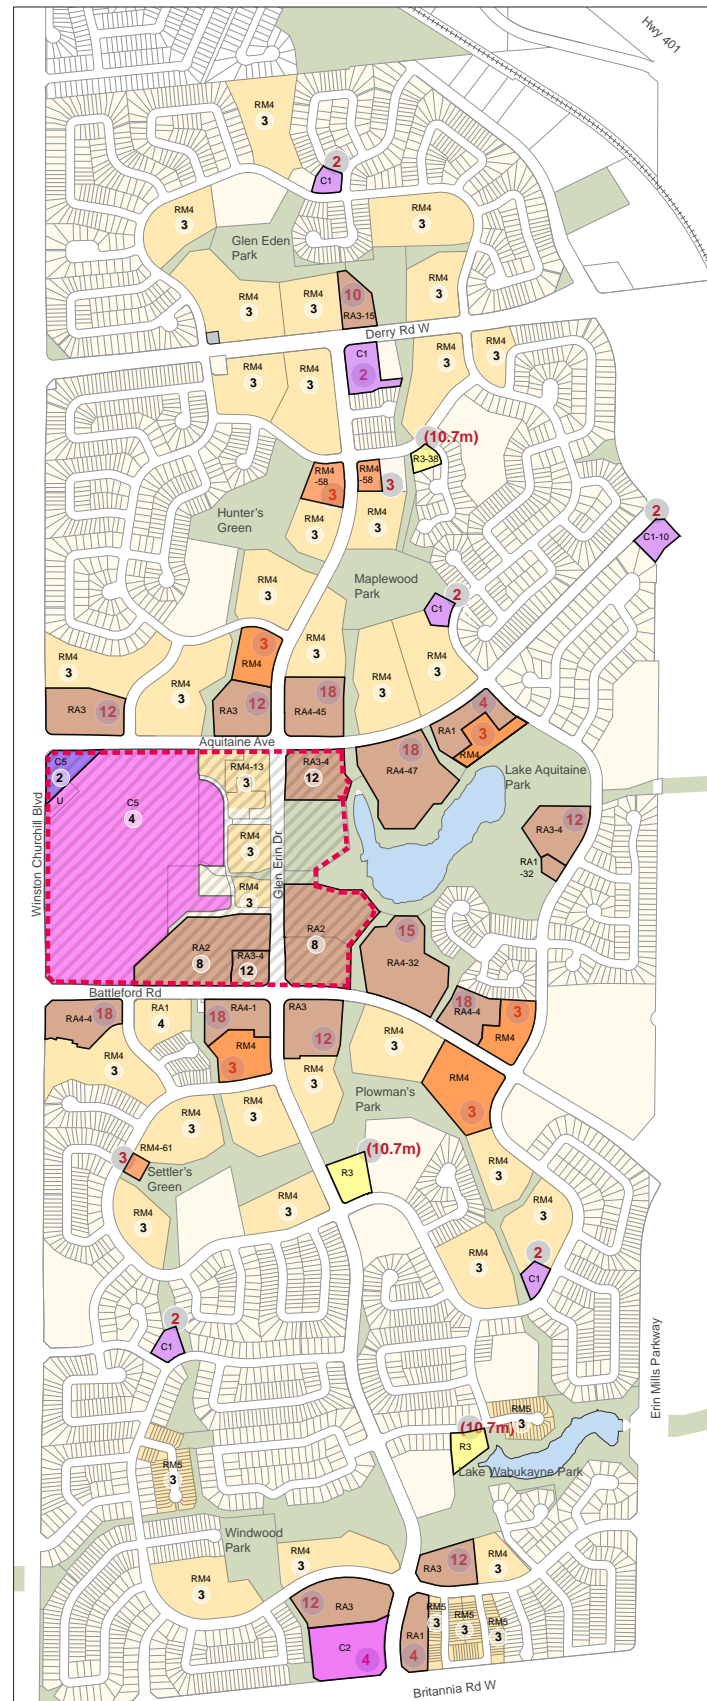 Hwy 401
RM4
3
2
C1
RM4
3
RM4
3
Glen Eden
Park
RM4
3
RM4
3
RM4
3
10
RA3-15
Derry Rd W
RM4
3
RM4
3
RM4
3
RM4
3
C1
2
(10.7m)
R3-38
RM4
-58
3
RM4
-58
3
Hunter's
Green
RM4
3
RM4
3
2
C1-10
RM4
3
Maplewood
Park
2
C1
RM4
3
RM4
3
3
RM4
RM4
3
RM4
3
RM4
3
RA3
12
RA3
12
18
RA4-45
4
RA1
3
RM4
Aquitaine Ave
18
RA4-47
C5
2
U
C5
4
RM4-13
3
RA3-4
12
Lake Aquitaine
Park
Winston Churchill Blvd
Glen Erin Dr
RM4
3
RM4
3
12
RA3-4
RA1
-32
RA2
8
RA3-4
12
RA2
8
15
RA4-32
Battleford Rd
RA4-4
18
RA1
4
RA4-1
18
RM4
3
RA3
12
18
RA4-4
3
RM4
RM4
3
RM4
3
RM4
3
RM4
3
Plowman's
Park
RM4
3
RM4
3
(10.7m)
R3
RM4-61
3
Settler's
Green
RM4
3
RM4
3
RM4
3
RM4
3
RM4
3
2
C1
2
C1
Erin Mills Parkway
RM5
3
(10.7m)
R3
Lake Wabukayne Park
RM5
3
Windwood
Park
RM4
3
RM4
3
RA3
12
RM4
3
12
RA3
C2
4
RA1
4
RM5
3
RM5
3
RM5
3
Britannia Rd W